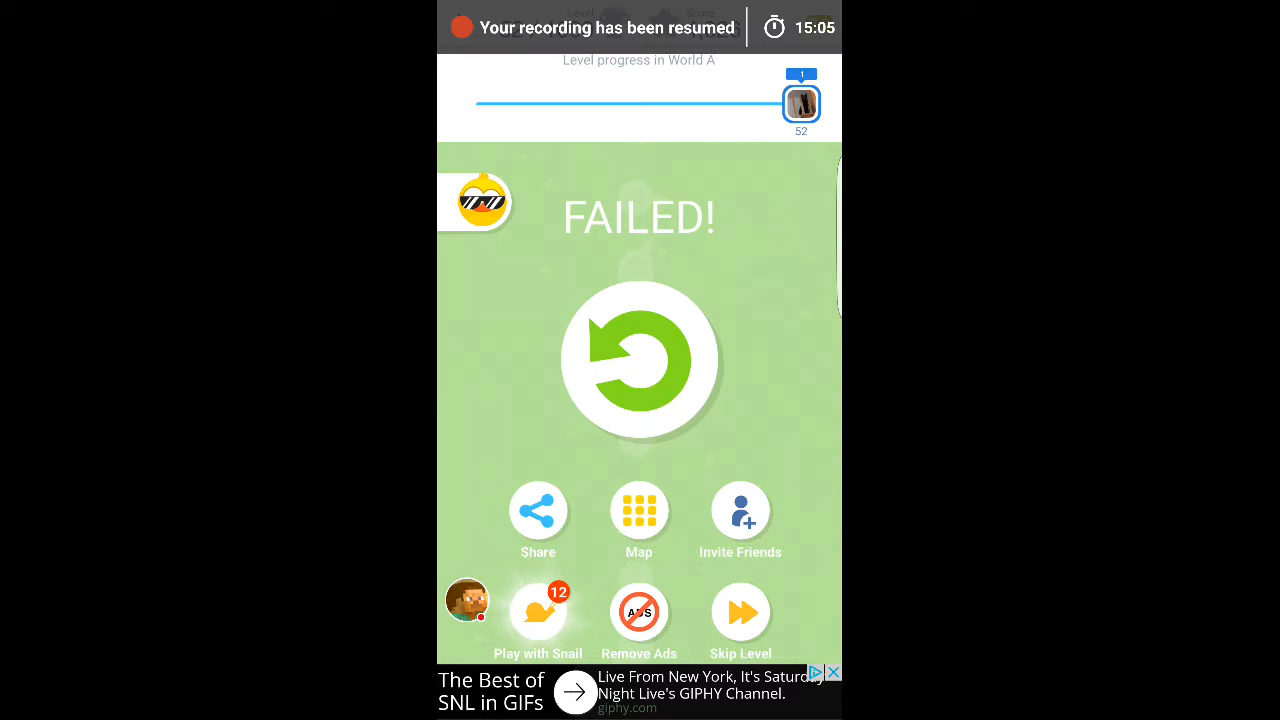 Your recording has been resumed
15:05
Level
Score
Level progress in World A
1
52
FAILED!
Share
Map
Invite Friends
12
ADS
Play with Snail
Remove Ads
Skip Level
The Best of
SNL in GIFs
Live From New York, It's Saturday
Night Live's GIPHY Channel.
giphy.com